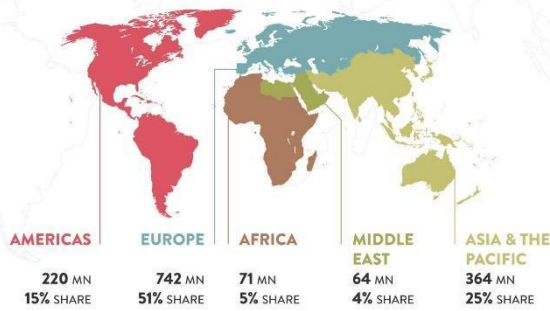 AMERICAS
220 MN
15% SHARE
EUROPE
742 MN
51% SHARE
AFRICA
71 MN
5% SHARE
MIDDLE
EAST
64 MN
4% SHARE
ASIA & THE
PACIFIC
364 MN
25% SHARE